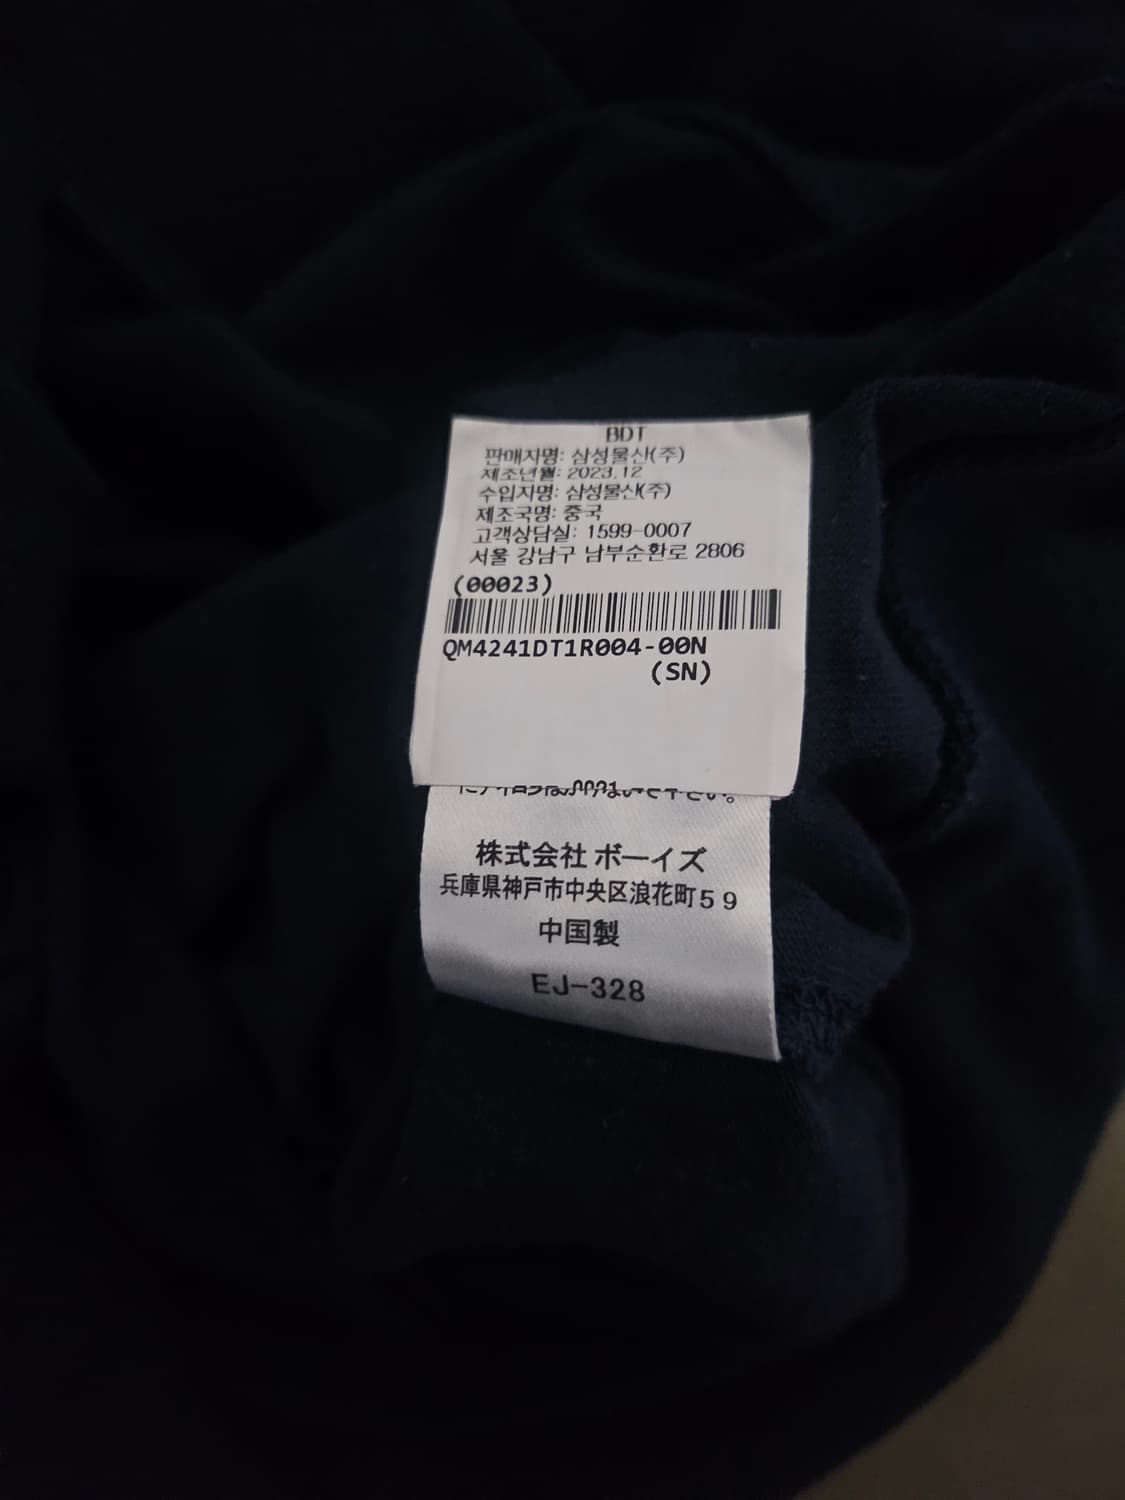 BDT
판매자명: 삼성물산(주)
제조년월: 2023.12
수입자명: 삼성물산(주)
제조국명: 중국
고객상담실: 1599-0007
서울 강남구 남부순환로 2806
(00023)
QM4241DT1R004-00N
(SN)
株式会社 ボーイズ
兵庫県神戸市中央区浪花町59
中国製
EJ-328